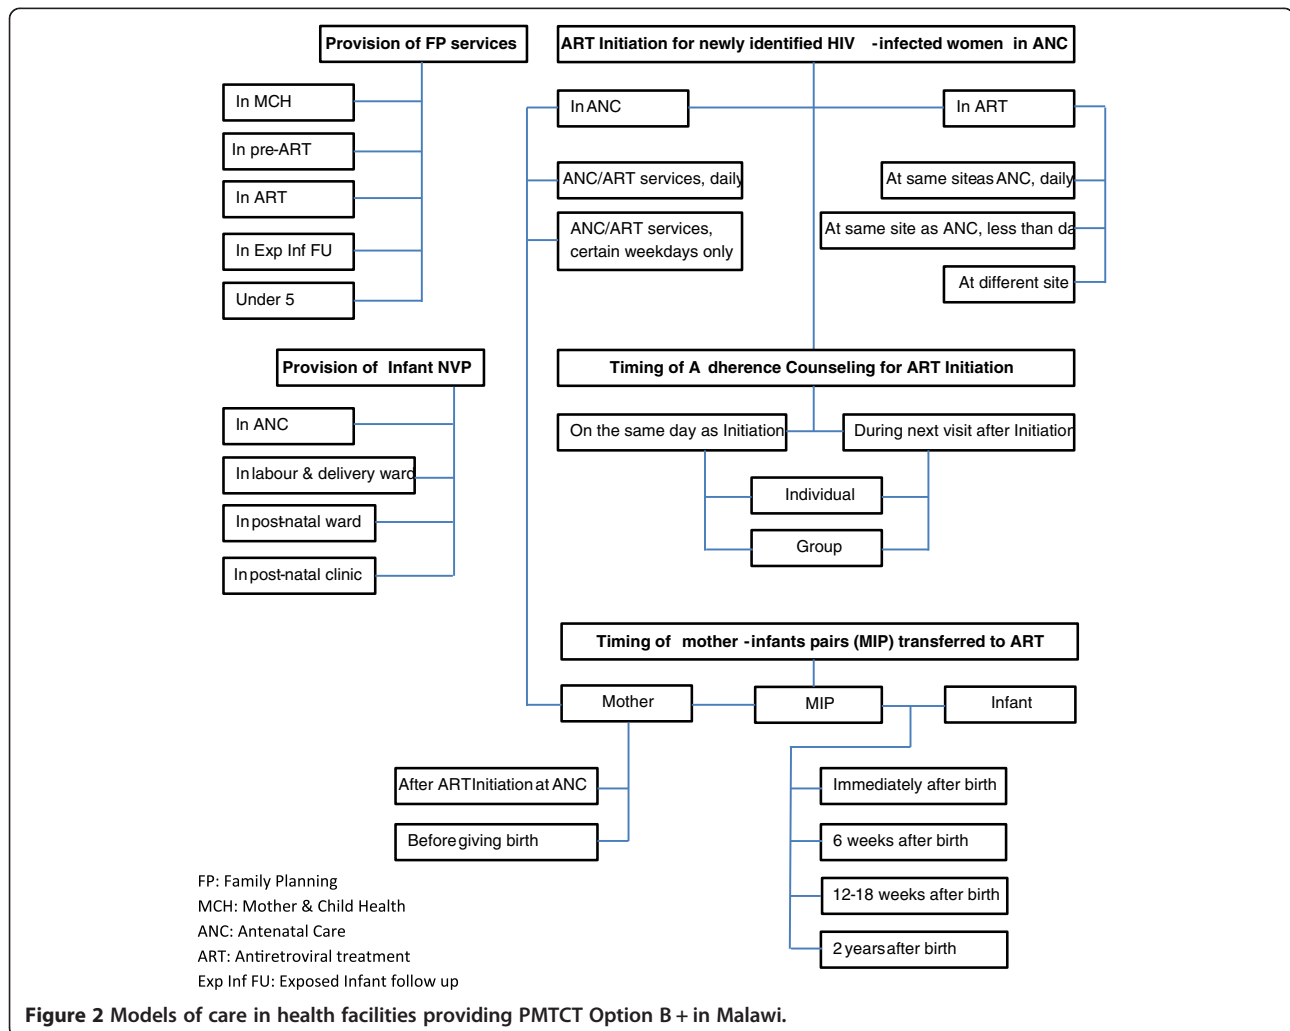 Provision of FP services
In MCH
In pre-ART
In ART
In Exp Inf FU
Under 5
Provision of Infant NVP
In ANC
In labour & delivery ward
In post-natal ward
In post-natal clinic
ART Initiation for newly identified HIV -infected women in ANC
In ANC
In ART
ANC/ART services, daily
ANC/ART services,
certain weekdays only
At same siteas ANC, daily
At same site as ANC, less than da
At different site
Timing of A dherence Counseling for ART Initiation
On the same day as Initiation
During next visit after Initiation
Individual
Group
Timing of mother -infants pairs (MIP) transferred to ART
Mother
MIP
Infant
After ART Initiation at ANC
Before giving birth
Immediately after birth
6 weeks after birth
12-18 weeks after birth
2 years after birth
FP: Family Planning
MCH: Mother & Child Health
ANC: Antenatal Care
ART: Antiretroviral treatment
Exp Inf FU: Exposed Infant follow up
Figure 2 Models of care in health facilities providing PMTCT Option B + in Malawi.